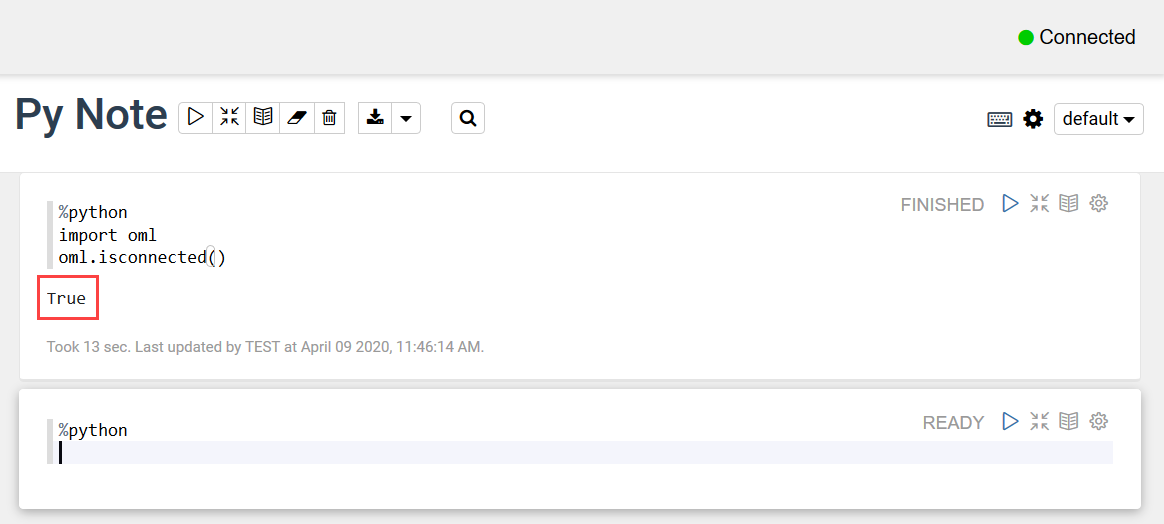 Connected
Py Note
default
%python
import oml
oml.isconnected()
FINISHED
True
Took 13 sec. Last updated by TEST at April 09 2020, 11:46:14 AM.
%python
READY